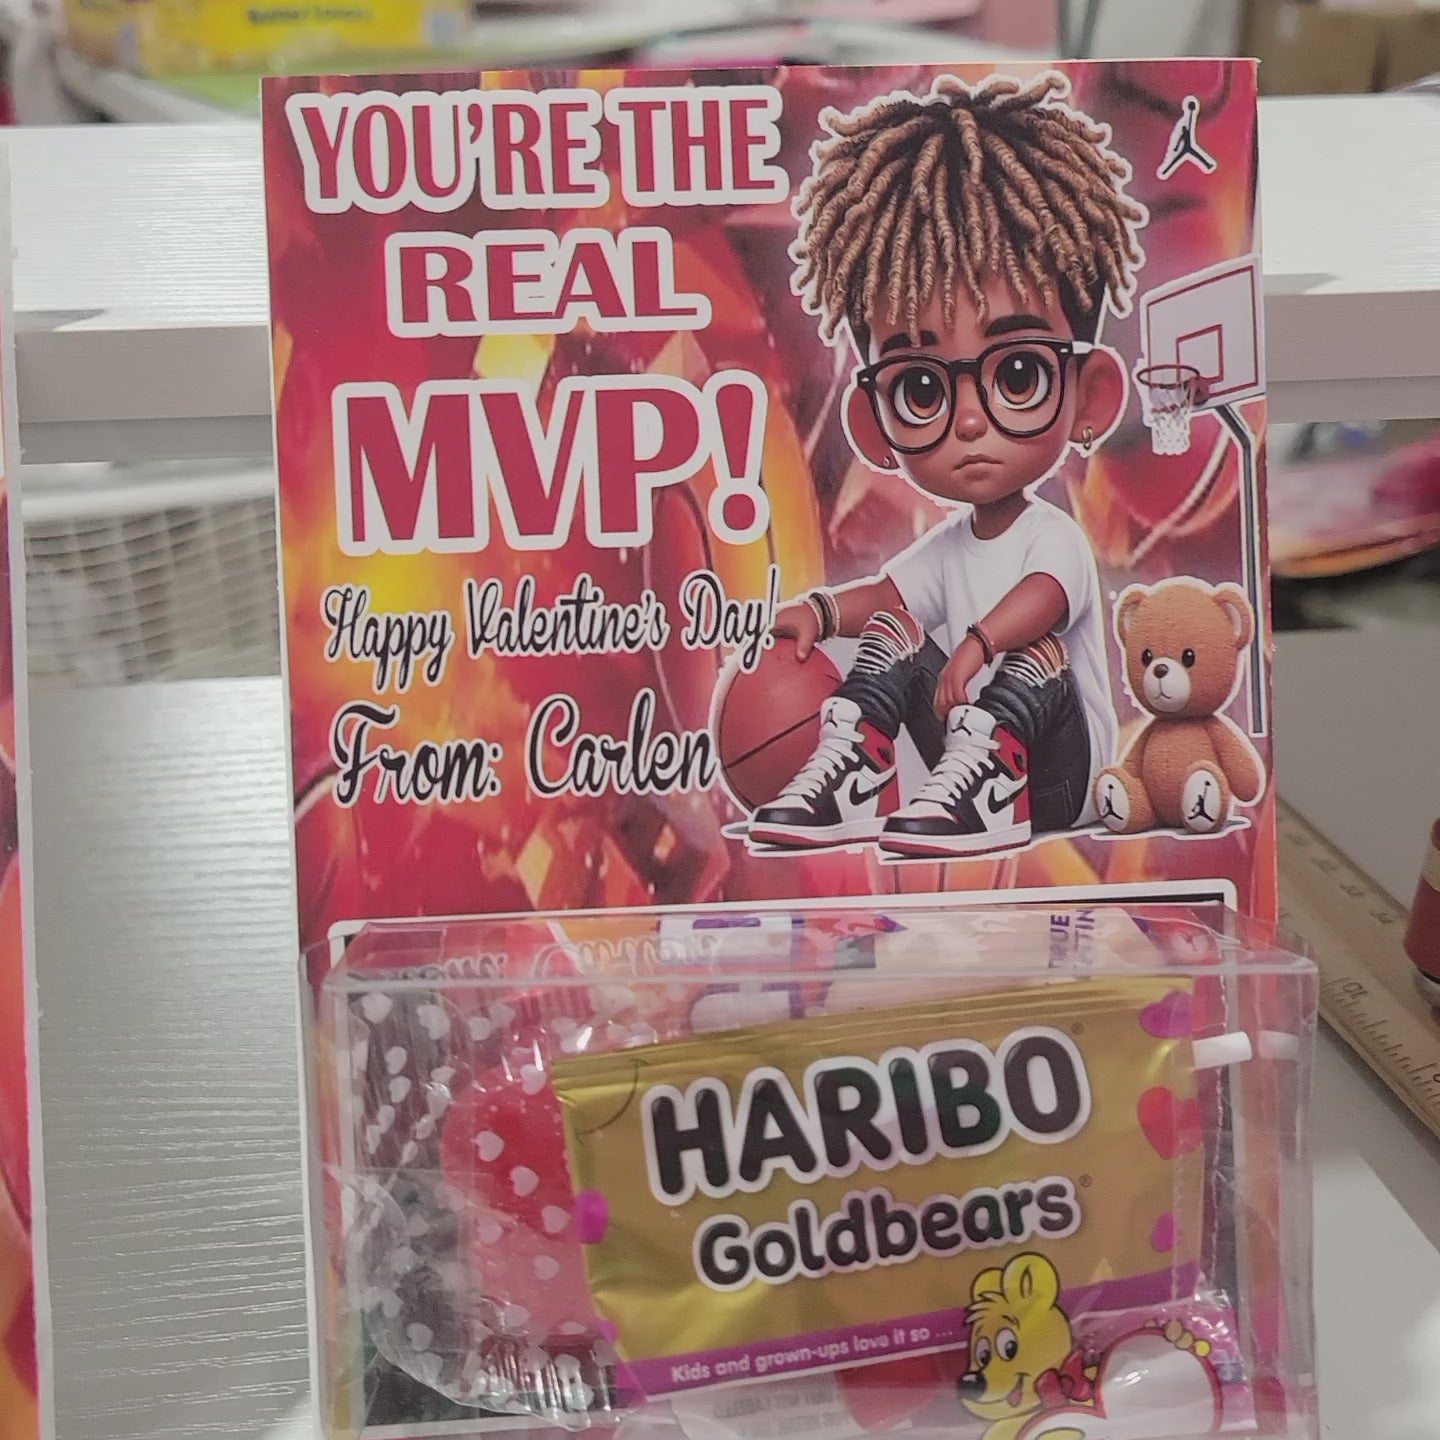 YOU'RE THE
REAL
MVP!
Happy Valentine's Day!
From: Carlen
HARIBO®
Goldbears®
Kids and grown-ups love it so ...